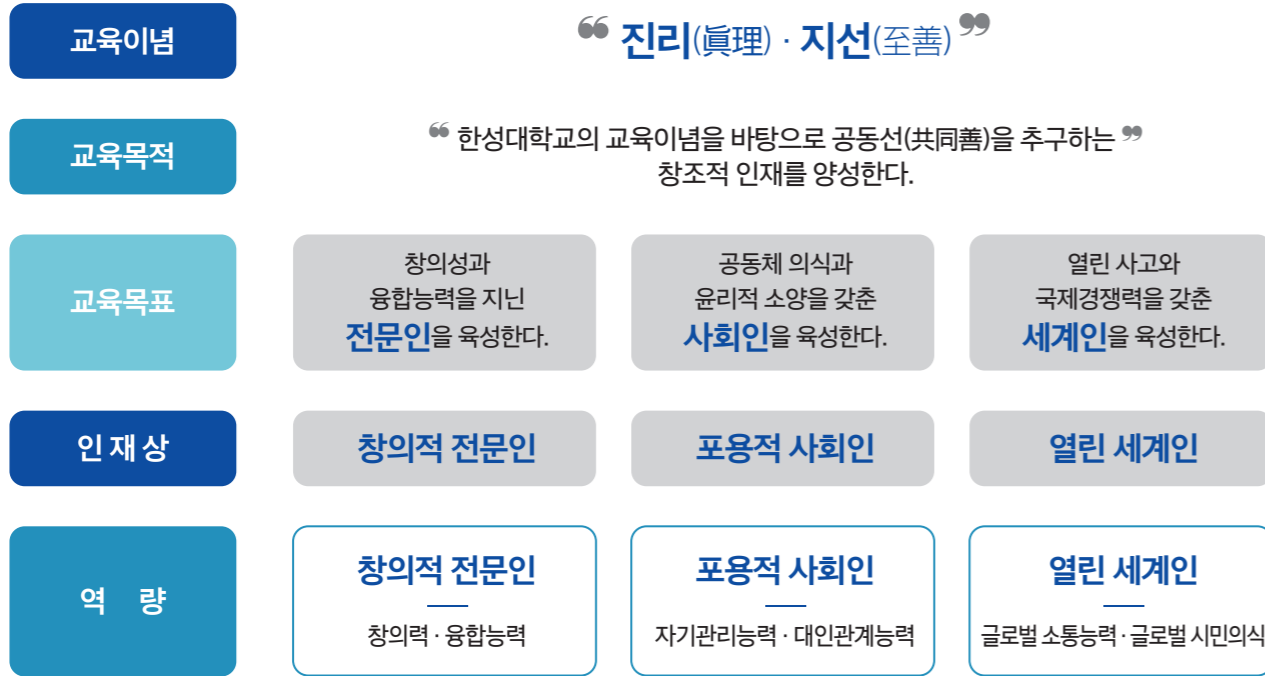 교육이념
“ 진리(眞理) · 지선(至善) ”
교육목적
“ 한성대학교의 교육이념을 바탕으로 공동선(共同善)을 추구하는 ”
창조적 인재를 양성한다.
교육목표
창의성과
융합능력을 지닌
전문인을 육성한다.
공동체 의식과
윤리적 소양을 갖춘
사회인을 육성한다.
열린 사고와
국제경쟁력을 갖춘
세계인을 육성한다.
인 재 상
창의적 전문인
포용적 사회인
열린 세계인
역 량
창의적 전문인
창의력 · 융합능력
포용적 사회인
자기관리능력 · 대인관계능력
열린 세계인
글로벌 소통능력 · 글로벌 시민의식